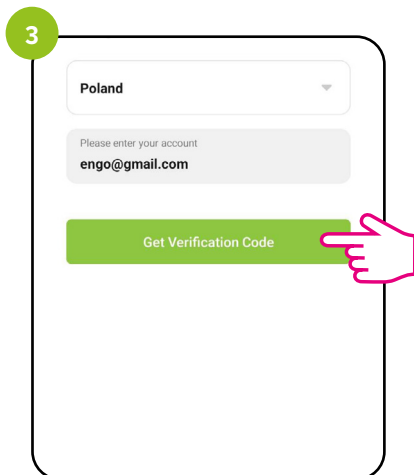 3
Poland
Please enter your account
engo@gmail.com
Get Verification Code